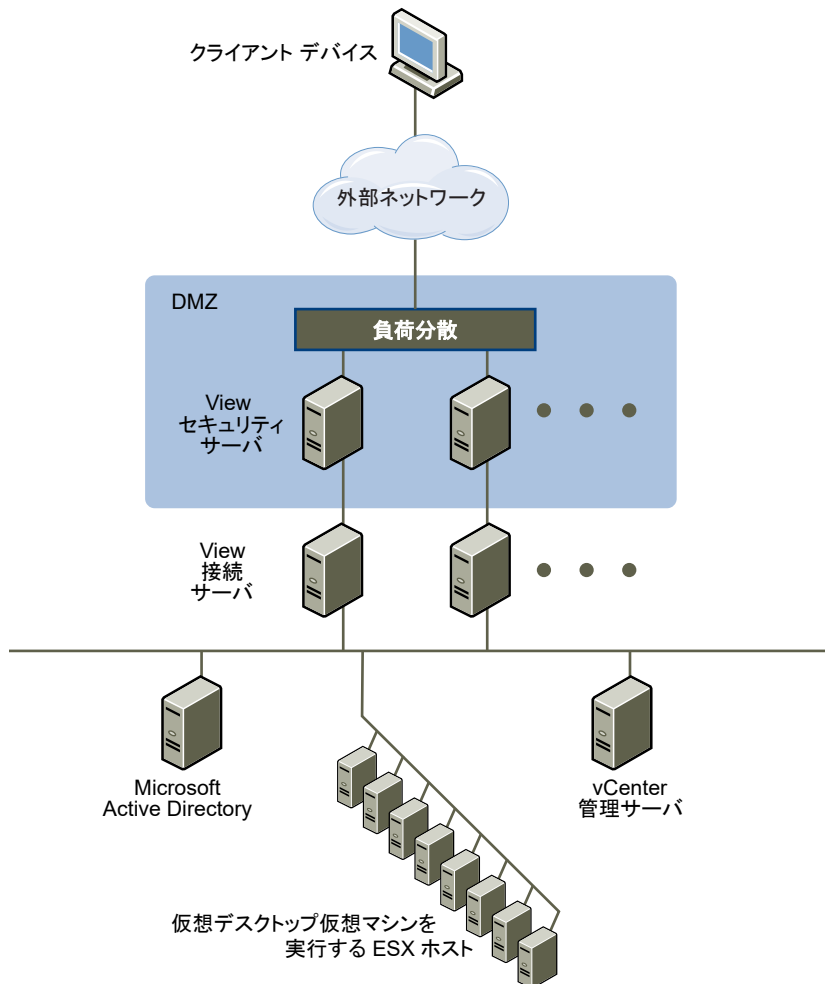 クライアント デバイス
外部ネットワーク
DMZ
負荷分散
View
セキュリティ
サーバ
View
接続
サーバ
Microsoft
Active Directory
vCenter
管理サーバ
仮想デスクトップ仮想マシンを
実行する ESX ホスト